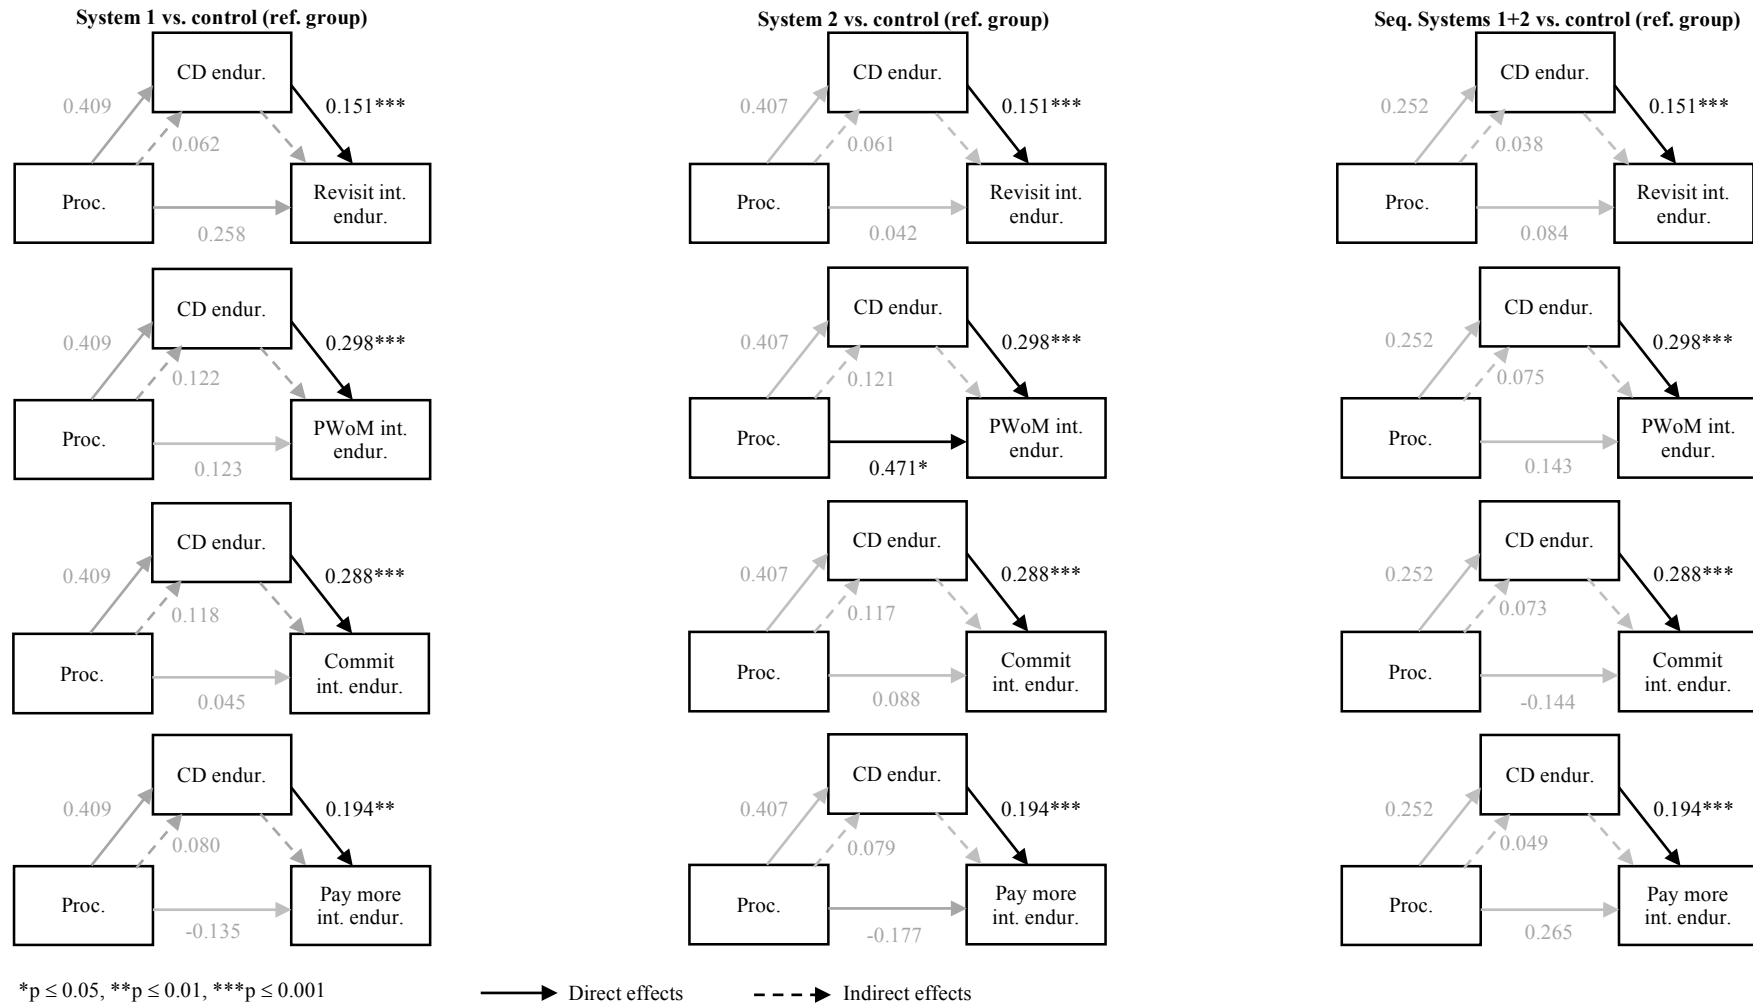 System 1 vs. control (ref. group)
CD endur.
0.409
0.151***
0.062
Proc.
Revisit int.
endur.
0.258
CD endur.
0.409
0.298***
0.122
Proc.
PWoM int.
endur.
0.123
CD endur.
0.409
0.288***
0.118
Proc.
Commit
int. endur.
0.045
CD endur.
0.409
0.194**
0.080
Proc.
Pay more
int. endur.
-0.135
System 2 vs. control (ref. group)
CD endur.
0.407
0.151***
0.061
Proc.
Revisit int.
endur.
0.042
CD endur.
0.407
0.298***
0.121
Proc.
PWoM int.
endur.
0.471*
CD endur.
0.407
0.288***
0.117
Proc.
Commit
int. endur.
0.088
CD endur.
0.407
0.194***
0.079
Proc.
Pay more
int. endur.
-0.177
Seq. Systems 1+2 vs. control (ref. group)
CD endur.
0.252
0.151***
0.038
Proc.
Revisit int.
endur.
0.084
CD endur.
0.252
0.298***
0.075
Proc.
PWoM int.
endur.
0.143
CD endur.
0.252
0.288***
0.073
Proc.
Commit
int. endur.
-0.144
CD endur.
0.252
0.194***
0.049
Proc.
Pay more
int. endur.
0.265
*p ≤ 0.05, **p ≤ 0.01, ***p ≤ 0.001
Direct effects
Indirect effects